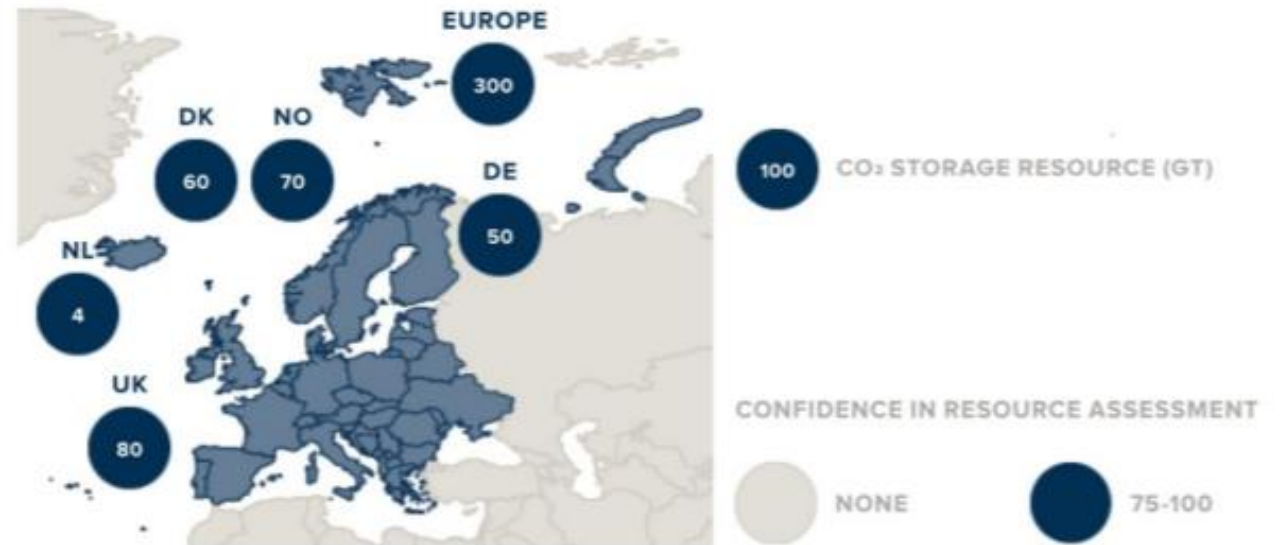 EUROPE
300
DK
NO
60
70
DE
50
100
CO₂ STORAGE RESOURCE (GT)
NL
4
UK
80
CONFIDENCE IN RESOURCE ASSESSMENT
NONE
75-100